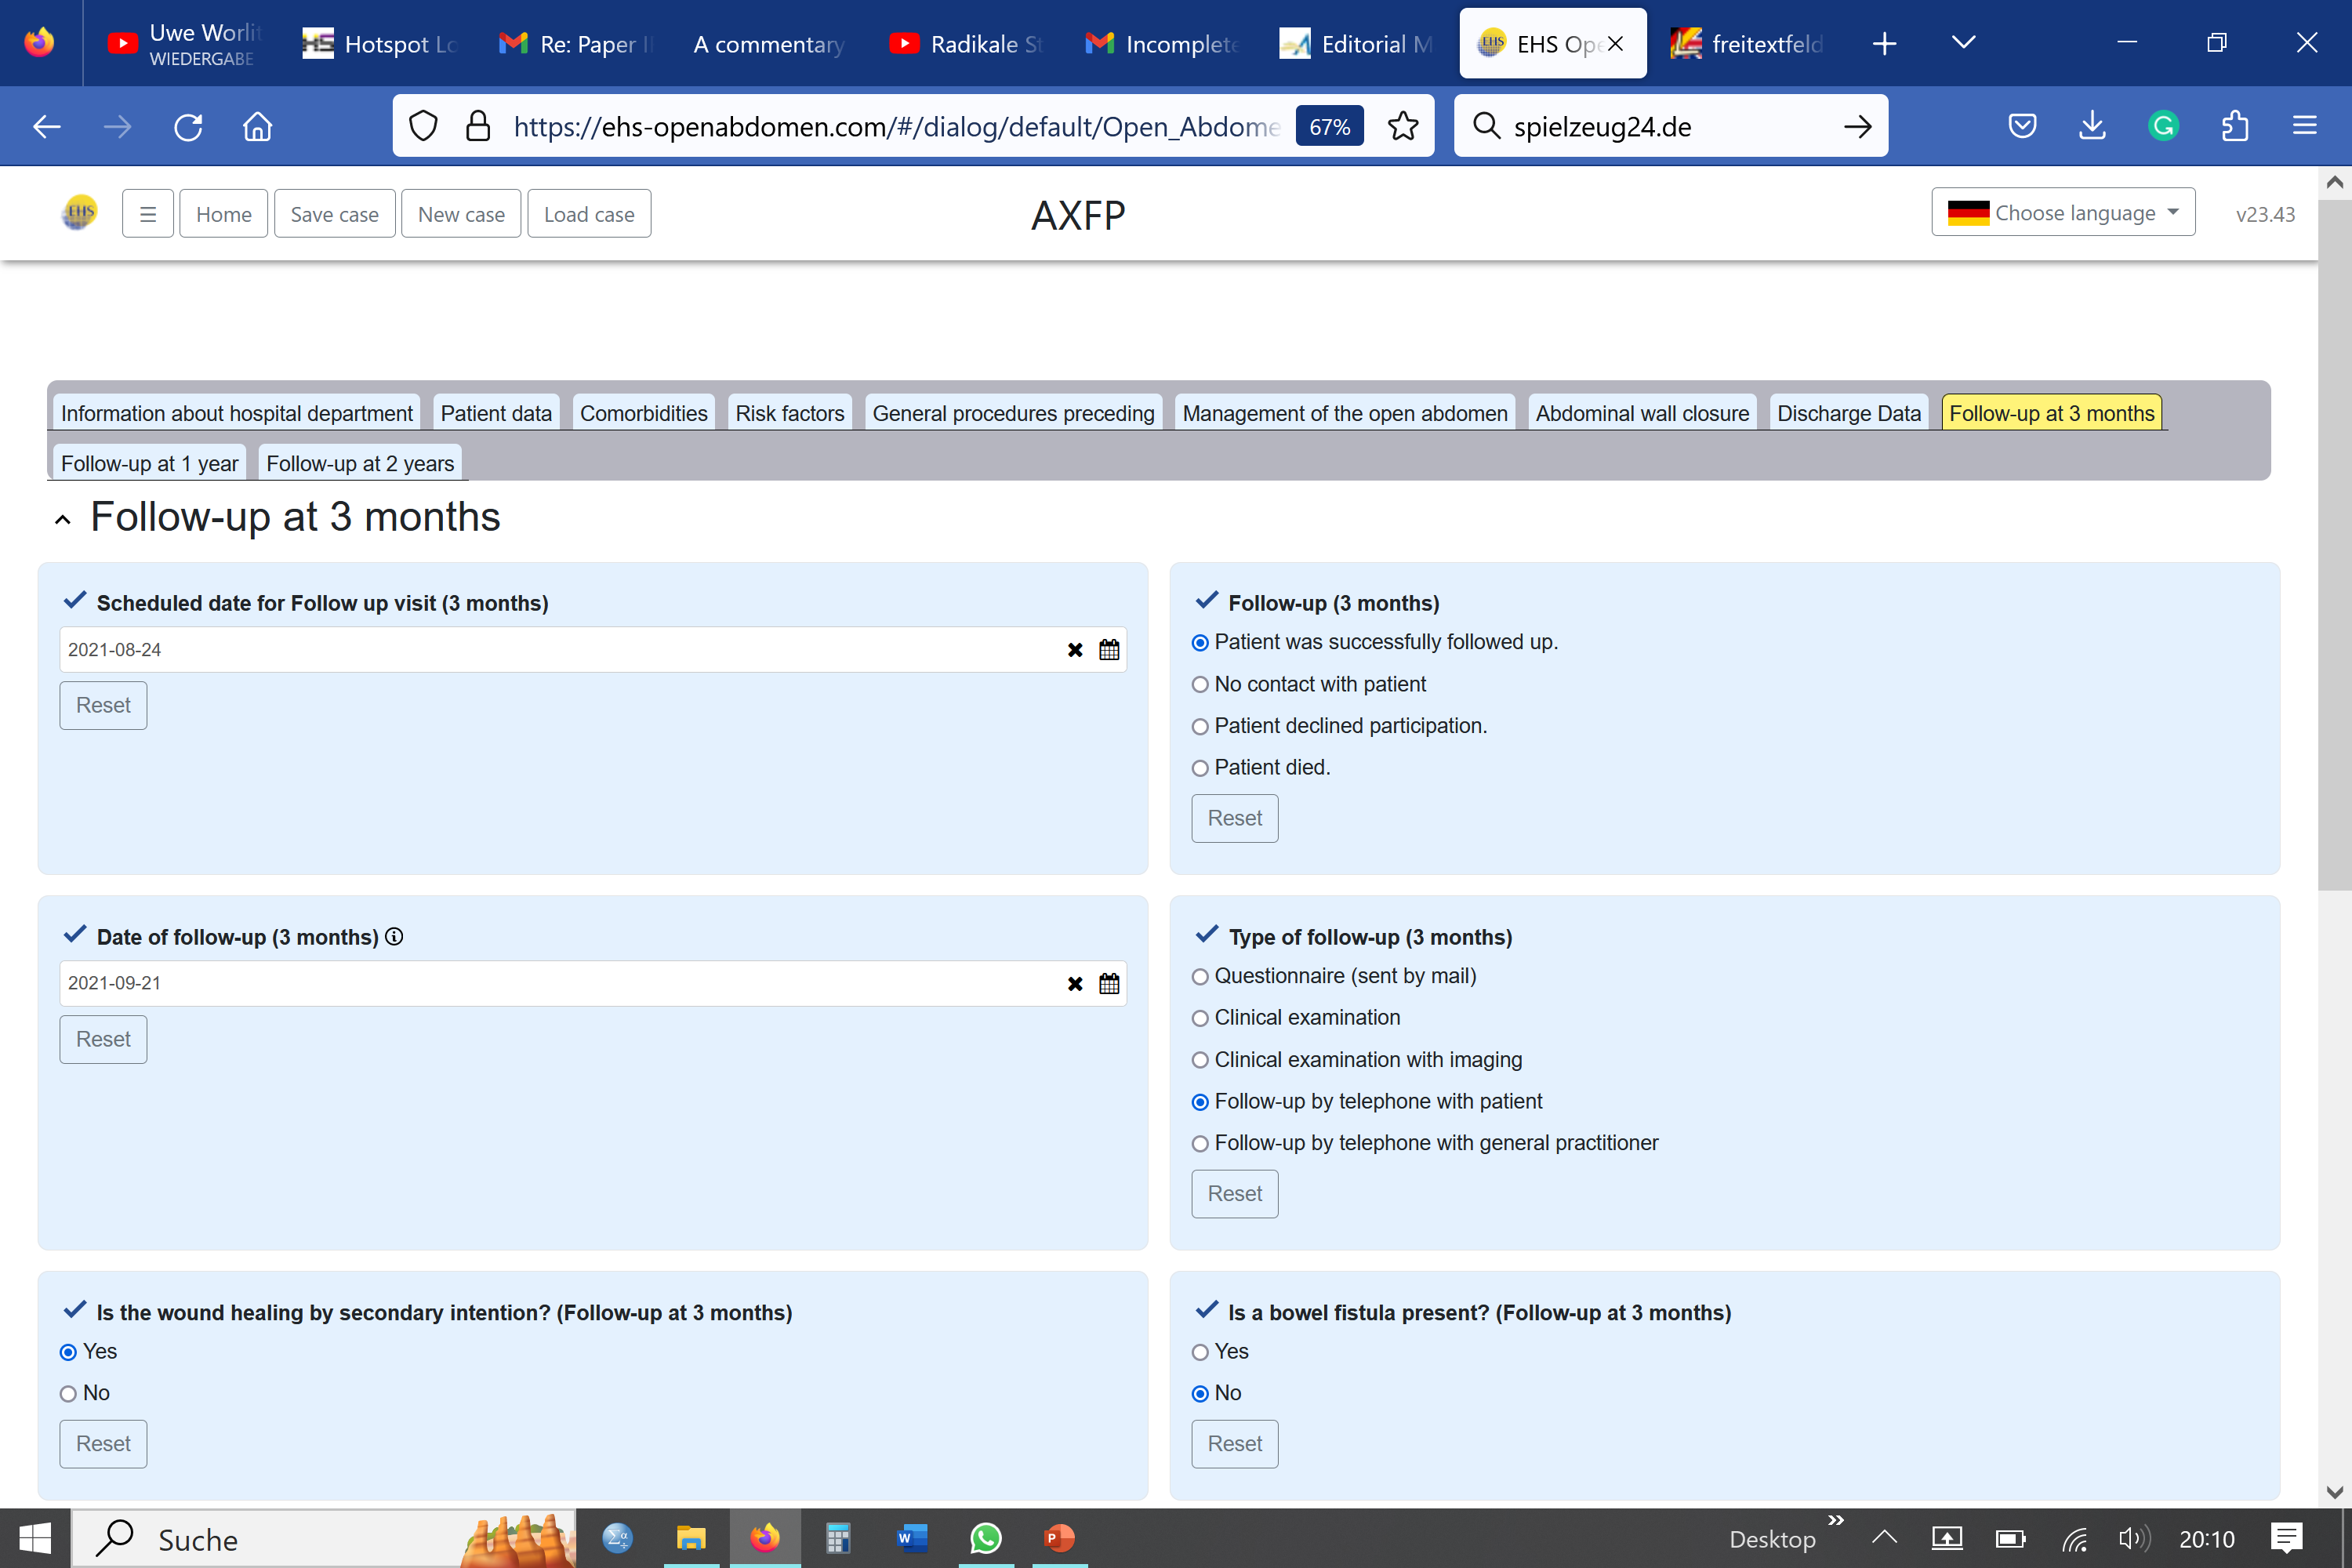 Uwe Worlit
WIEDERGABE
Hotspot Lo
Re: Paper I
A commentary
Radikale St
Incomplete
Editorial M
EHS Ope
freitextfeld
https://ehs-openabdomen.com/#/dialog/default/Open_Abdome
67%
spielzeug24.de
EHS
Home
Save case
New case
Load case
AXFP
Choose language
v23.43
Information about hospital department
Patient data
Comorbidities
Risk factors
General procedures preceding
Management of the open abdomen
Abdominal wall closure
Discharge Data
Follow-up at 3 months
Follow-up at 1 year
Follow-up at 2 years
Follow-up at 3 months
Scheduled date for Follow up visit (3 months)
2021-08-24
Reset
Follow-up (3 months)
Patient was successfully followed up.
No contact with patient
Patient declined participation.
Patient died.
Reset
Date of follow-up (3 months)
2021-09-21
Reset
Type of follow-up (3 months)
Questionnaire (sent by mail)
Clinical examination
Clinical examination with imaging
Follow-up by telephone with patient
Follow-up by telephone with general practitioner
Reset
Is the wound healing by secondary intention? (Follow-up at 3 months)
Yes
No
Reset
Is a bowel fistula present? (Follow-up at 3 months)
Yes
No
Reset
Suche
Desktop
20:10